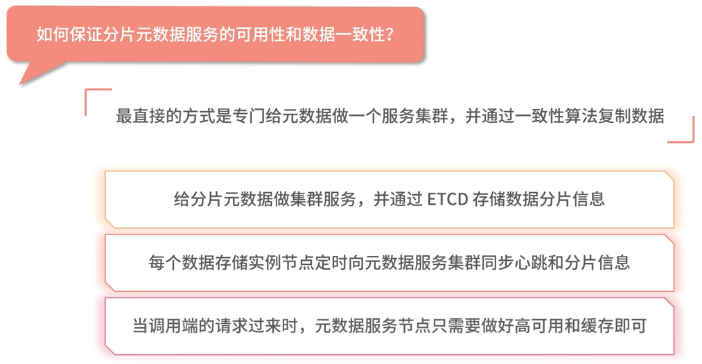 如何保证分片元数据服务的可用性和数据一致性？
最直接的方式是专门给元数据做一个服务集群，并通过一致性算法复制数据
给分片元数据做集群服务，并通过 ETCD 存储数据分片信息
每个数据存储实例节点定时向元数据服务集群同步心跳和分片信息
当调用端的请求过来时，元数据服务节点只需要做好高可用和缓存即可